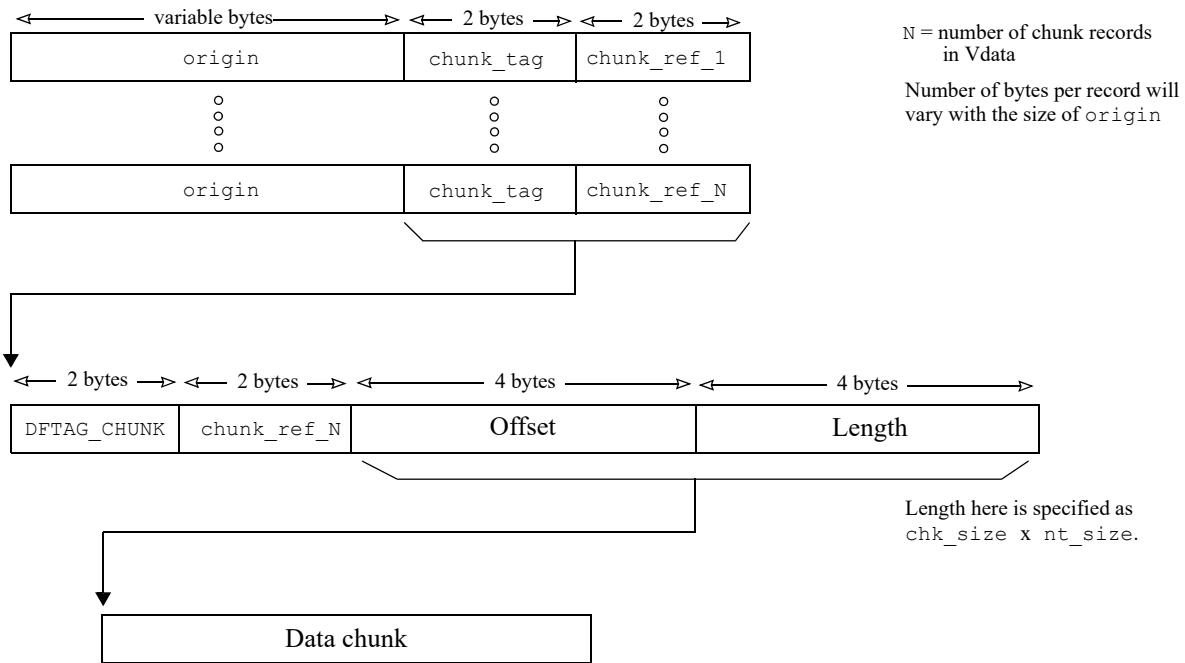 variable bytes 2 bytes 2 bytes
origin chunk_tag chunk_ref_1
N = number of chunk records
in Vdata
Number of bytes per record will
vary with the size of origin
origin chunk_tag chunk_ref_N
2 bytes 2 bytes 4 bytes 4 bytes
DFTAG_CHUNK chunk_ref_N Offset Length
Length here is specified as
chk_size x nt_size.
Data chunk